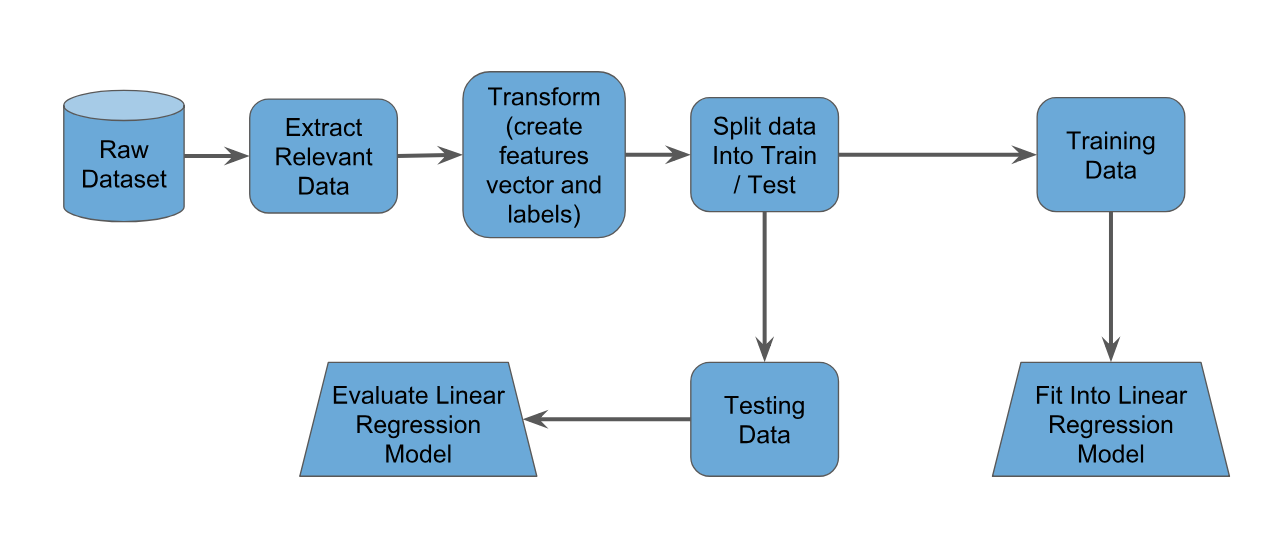 Raw
Dataset
Extract
Relevant
Data
Transform
(create
features
vector and
labels)
Split data
Into Train
/ Test
Training
Data
Evaluate Linear
Regression
Model
Testing
Data
Fit Into Linear
Regression
Model